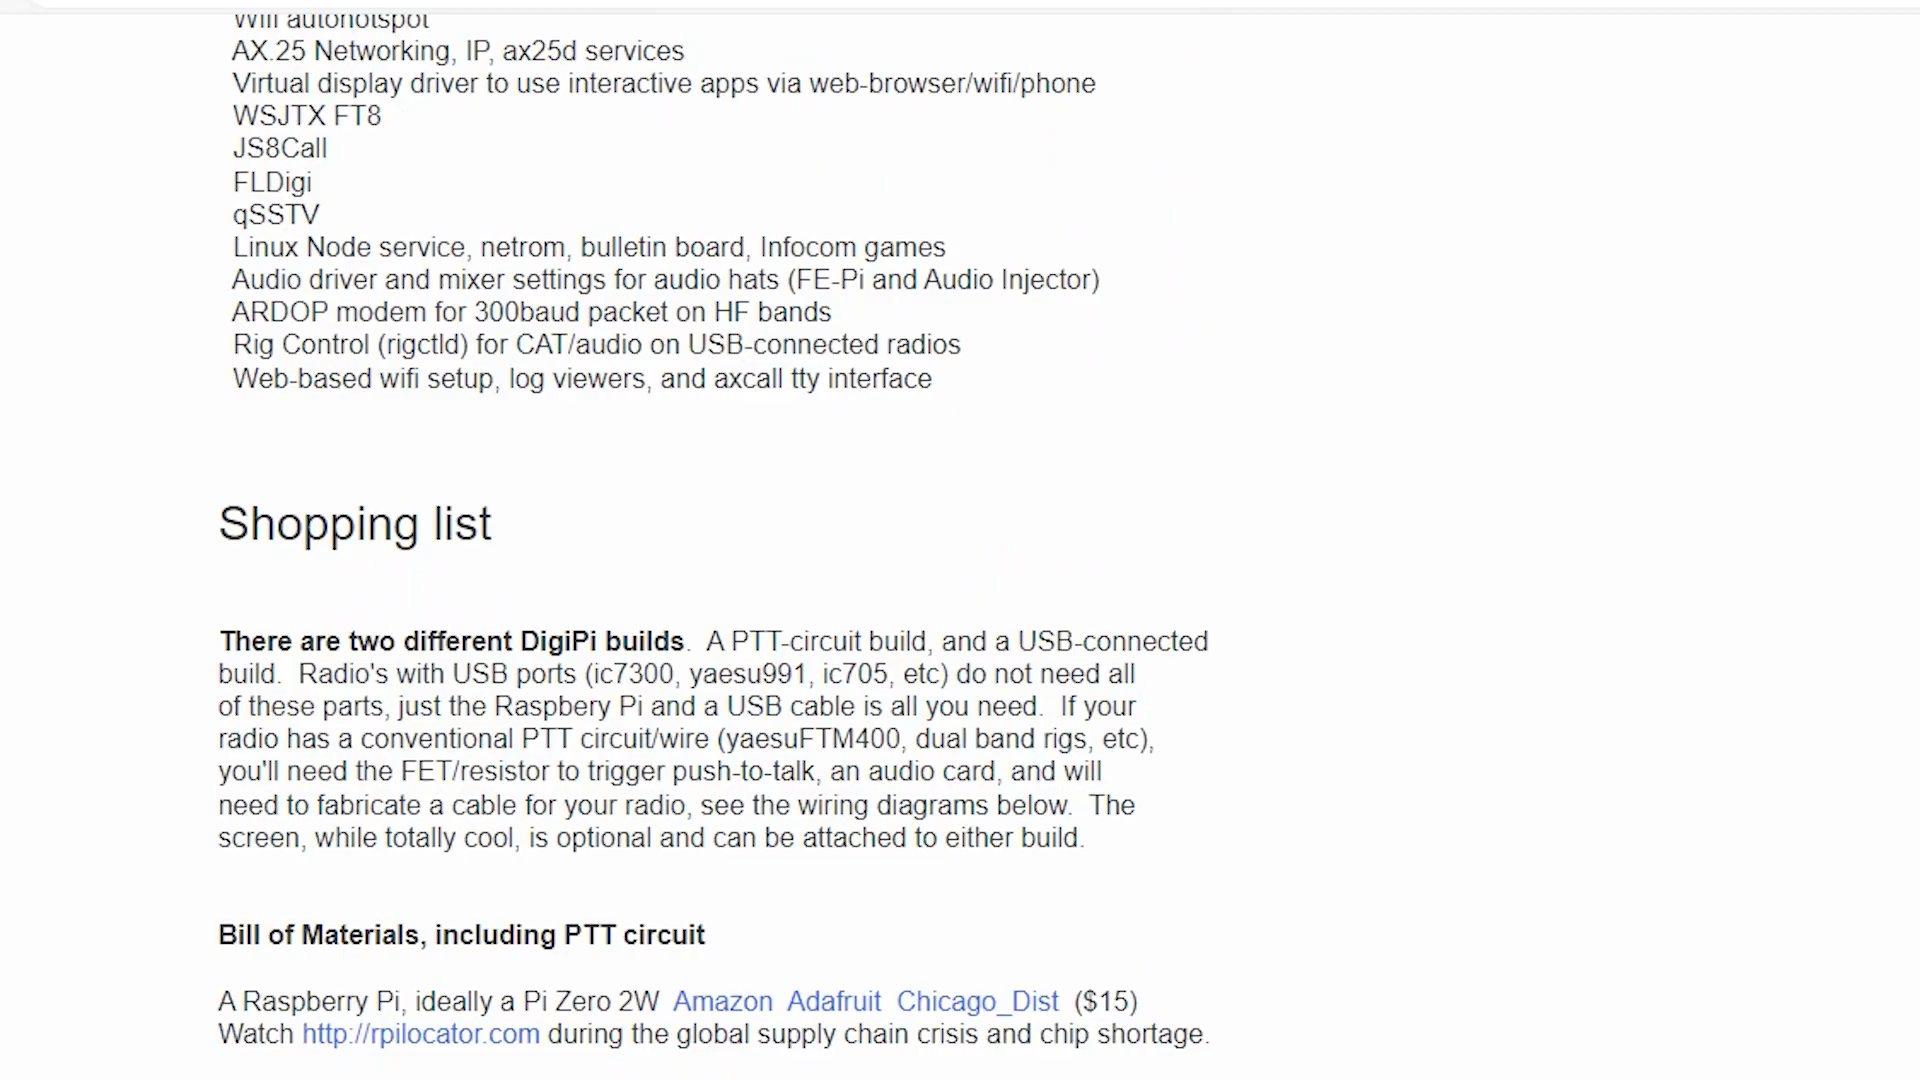 Wifi autohotspot
AX.25 Networking, IP, ax25d services
Virtual display driver to use interactive apps via web-browser/wifi/phone
WSJTX FT8
JS8Call
FLDigi
qSSTV
Linux Node service, netrom, bulletin board, Infocom games
Audio driver and mixer settings for audio hats (FE-Pi and Audio Injector)
ARDOP modem for 300baud packet on HF bands
Rig Control (rigctld) for CAT/audio on USB-connected radios
Web-based wifi setup, log viewers, and axcall tty interface
Shopping list
There are two different DigiPi builds.  A PTT-circuit build, and a USB-connected
build.  Radio's with USB ports (ic7300, yaesu991, ic705, etc) do not need all
of these parts, just the Raspbery Pi and a USB cable is all you need.  If your
radio has a conventional PTT circuit/wire (yaesuFTM400, dual band rigs, etc),
you'll need the FET/resistor to trigger push-to-talk, an audio card, and will
need to fabricate a cable for your radio, see the wiring diagrams below.  The
screen, while totally cool, is optional and can be attached to either build.
Bill of Materials, including PTT circuit
A Raspberry Pi, ideally a Pi Zero 2W  Amazon  Adafruit  Chicago_Dist  ($15)
Watch http://rpilocator.com during the global supply chain crisis and chip shortage.